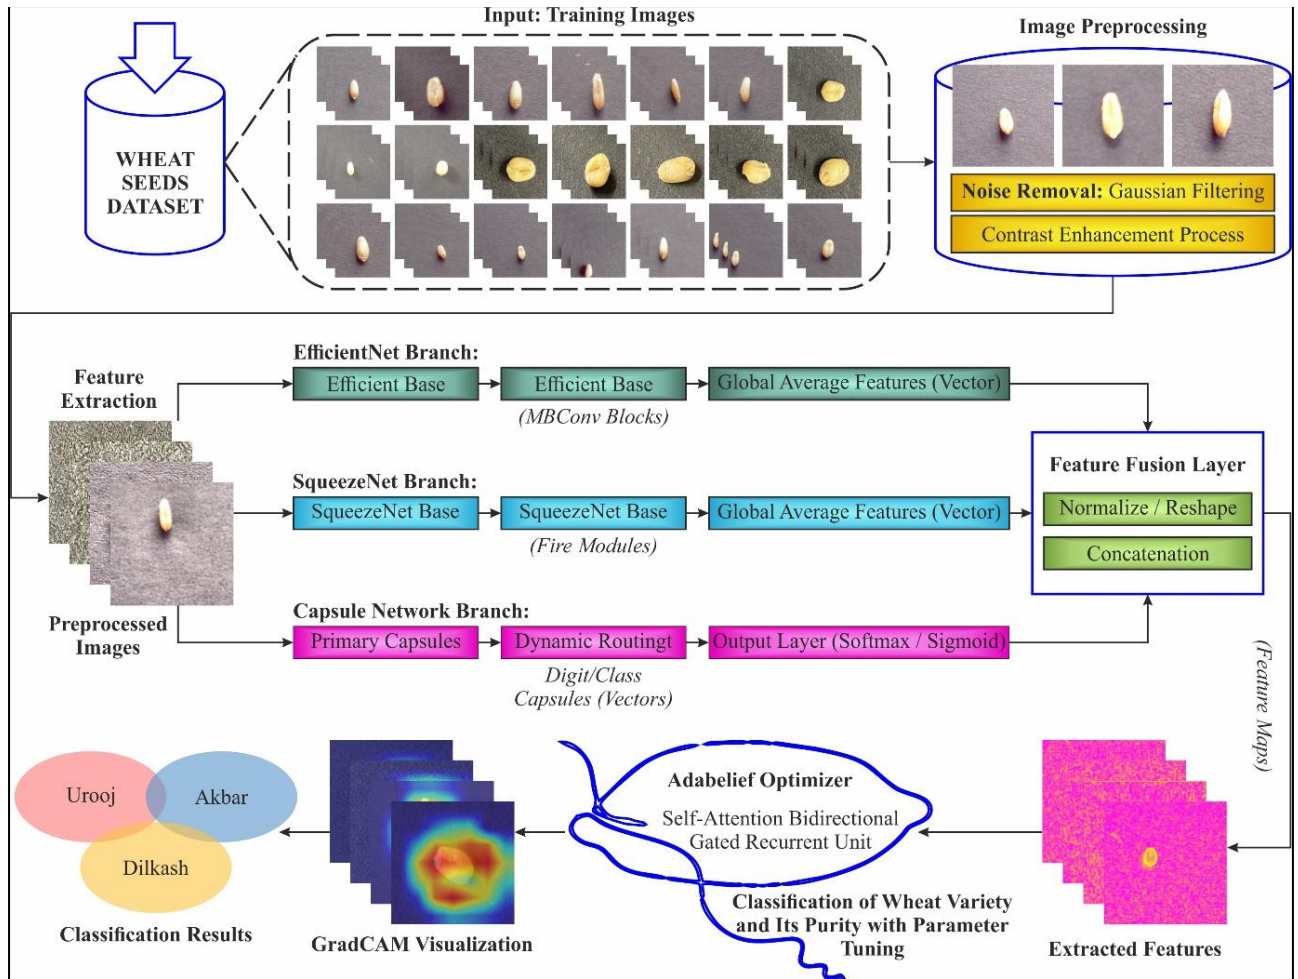 Input: Training Images
Image Preprocessing
WHEAT
SEEDS
DATASET
Noise Removal: Gaussian Filtering
Contrast Enhancement Process
Feature
Extraction
Preprocessed
Images
EfficientNet Branch:
Efficient Base
Efficient Base
Global Average Features (Vector)
(MBConv Blocks)
SqueezeNet Branch:
SqueezeNet Base
SqueezeNet Base
Global Average Features (Vector)
(Fire Modules)
Capsule Network Branch:
Primary Capsules
Dynamic Routingt
Output Layer (Softmax / Sigmoid)
Digit/Class
Capsules (Vectors)
Feature Fusion Layer
Normalize / Reshape
Concatenation
(Feature Maps)
Extracted Features
Adabelief Optimizer
Self-Attention Bidirectional
Gated Recurrent Unit
Classification of Wheat Variety
and Its Purity with Parameter
Tuning
GradCAM Visualization
Urooj
Akbar
Dilkash
Classification Results